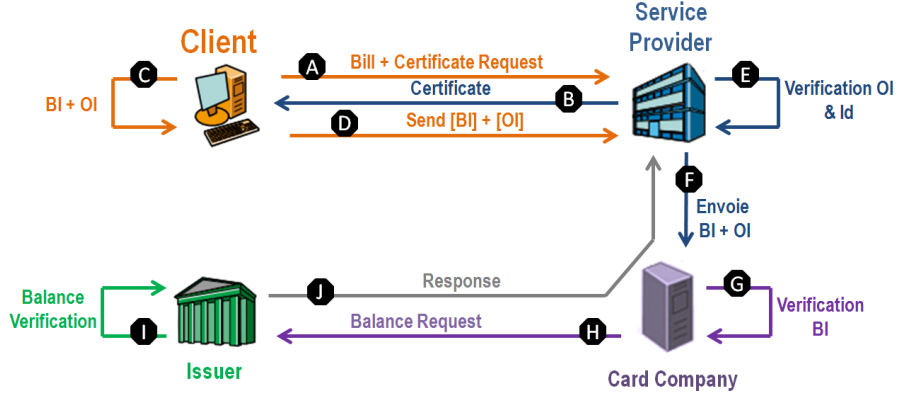 Client
Service
Provider
C
A
Bill + Certificate Request
E
BI + OI
Certificate
B
Verification OI
& Id
D
Send [BI] + [OI]
F
Envoie
BI + OI
Balance
Verification
J
Response
G
Verification
BI
I
Balance Request
H
Issuer
Card Company